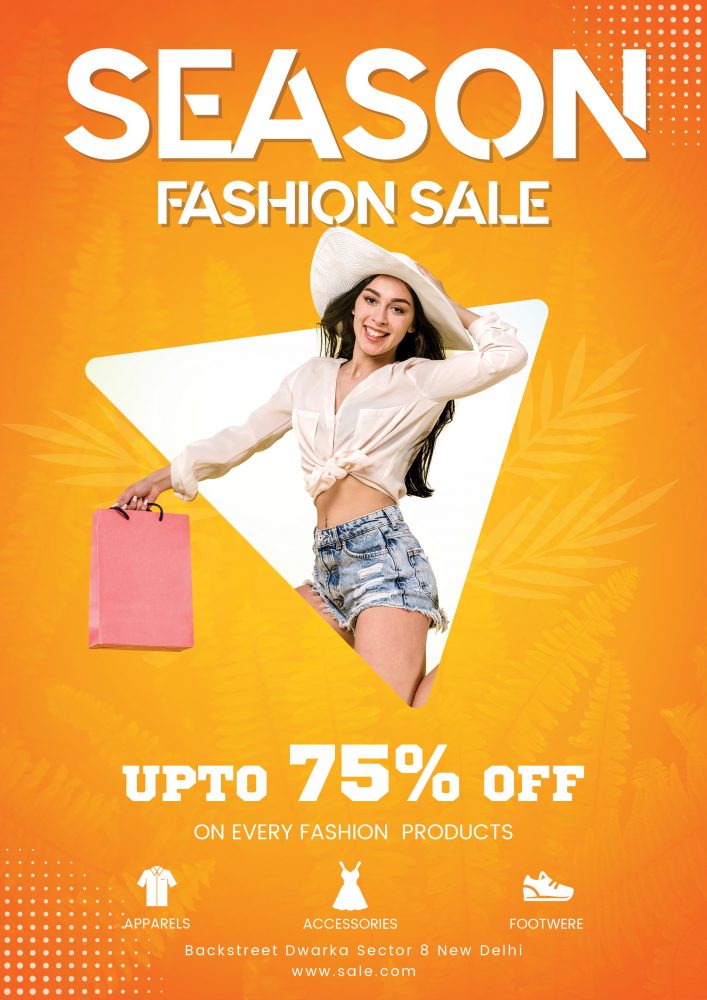 SEASON
FASHION SALE
UPTO 75% OFF
ON EVERY FASHION PRODUCTS
APPARELS ACCESSORIES FOOTWERE
Backstreet Dwarka Sector 8 New Delhi
www.sale.com